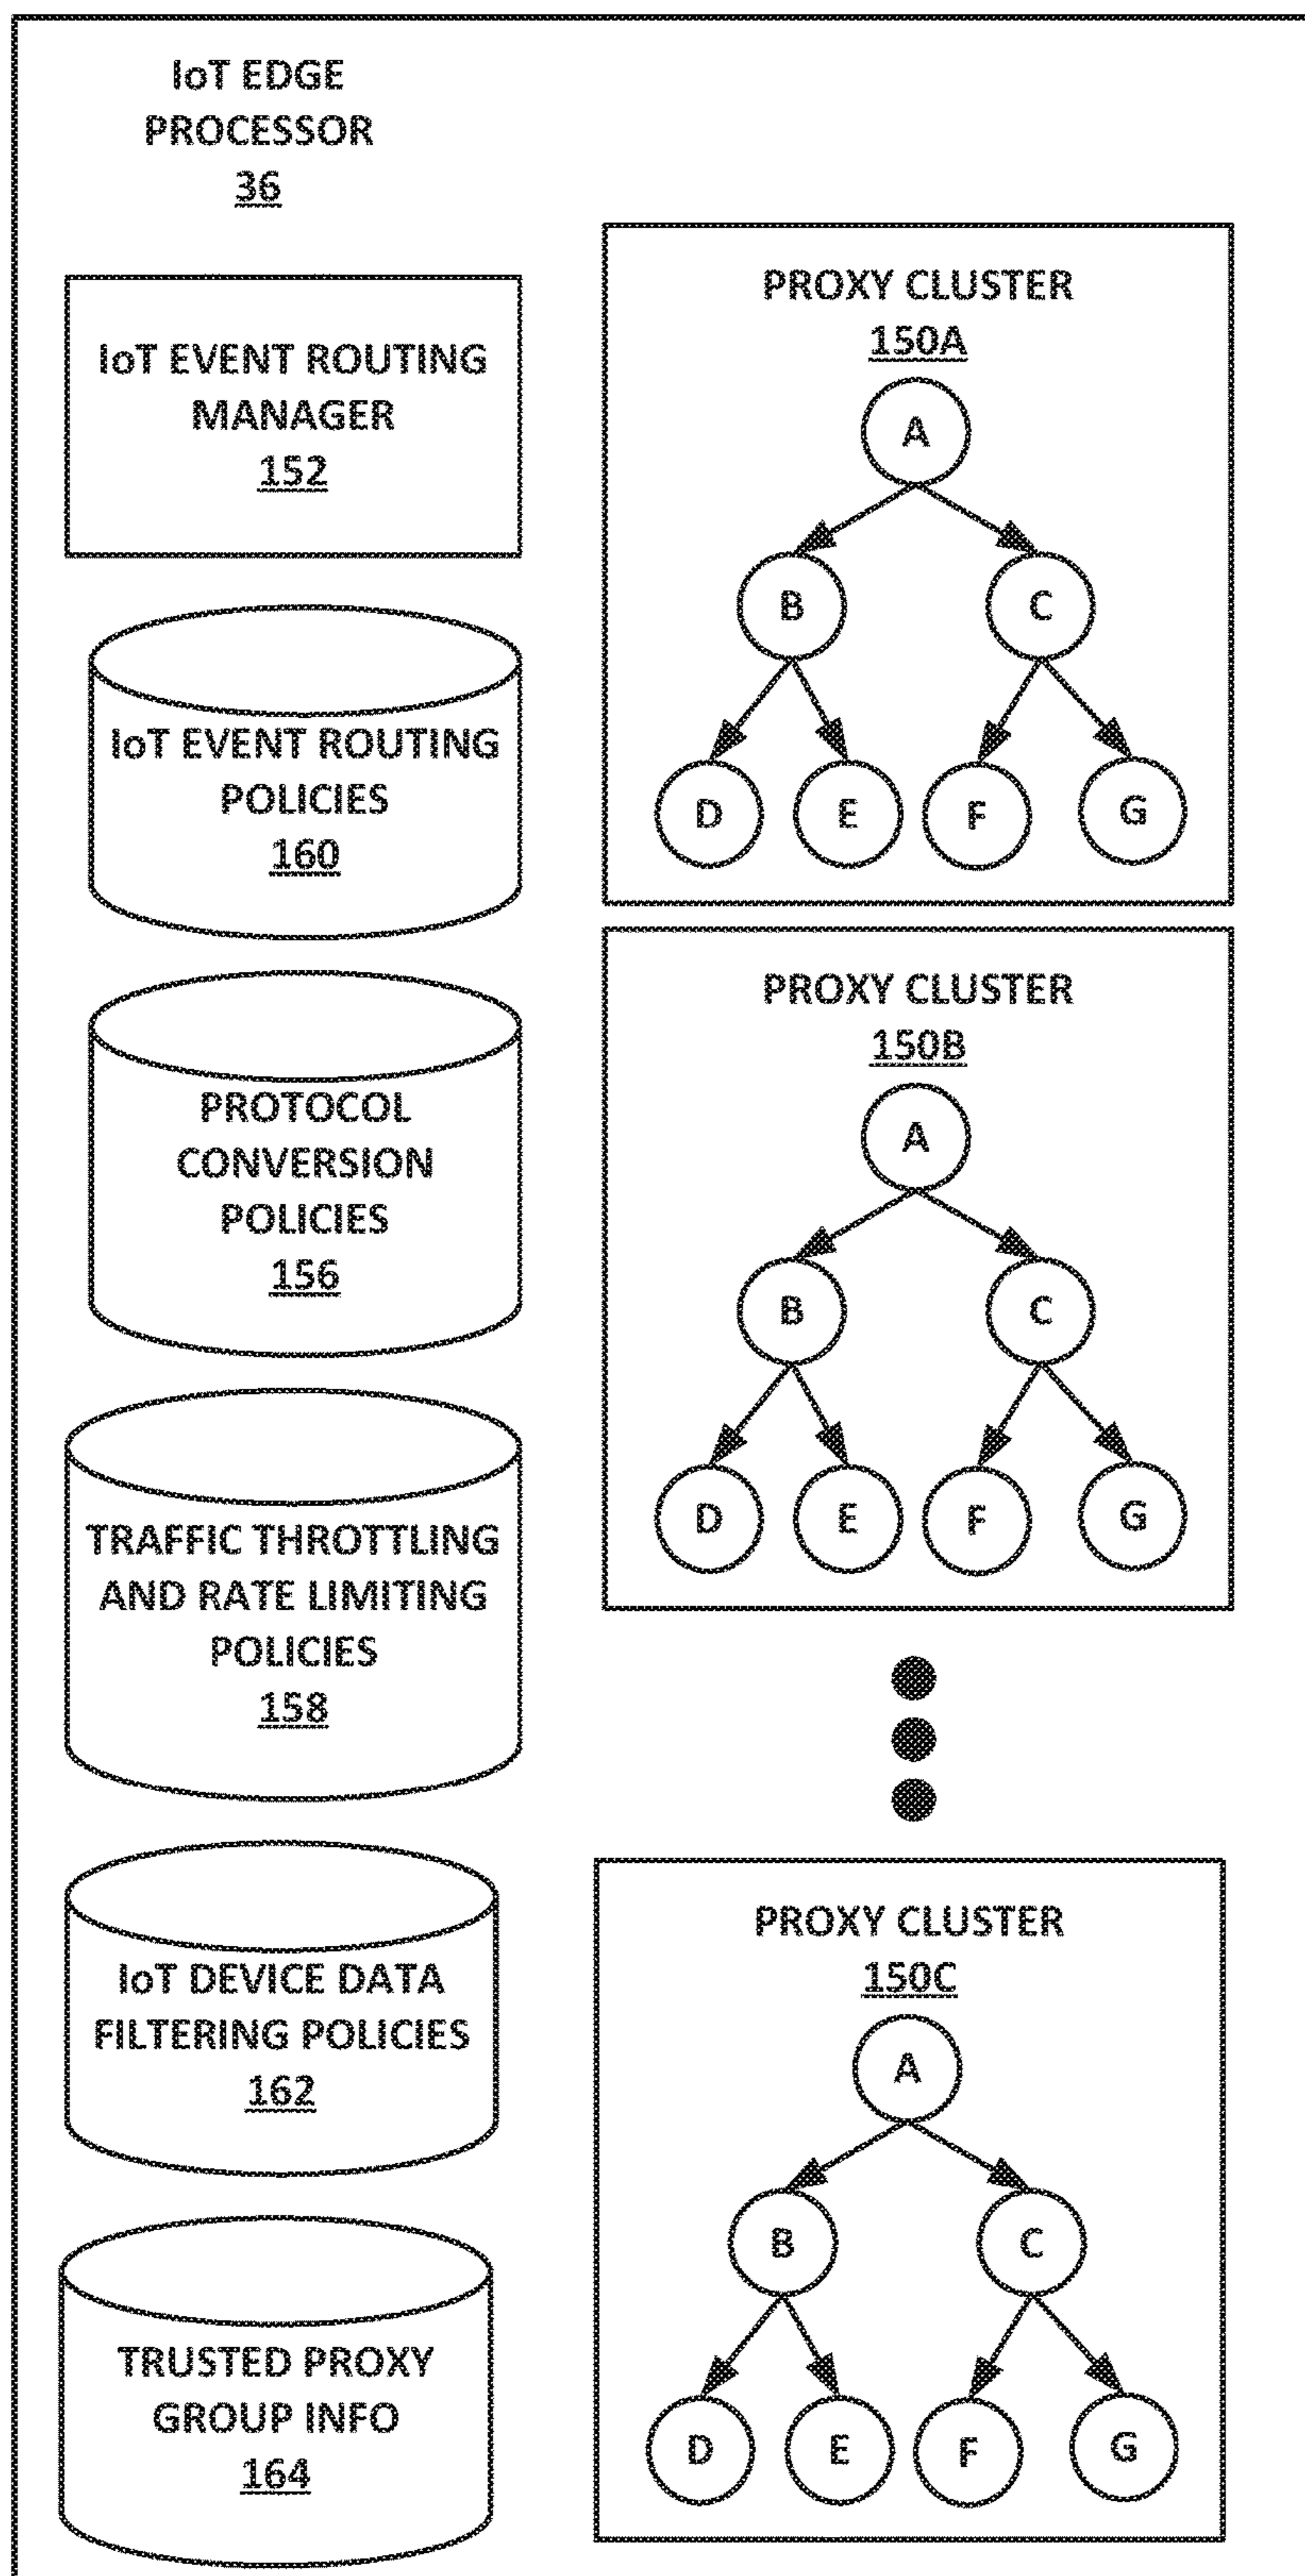 IoT EDGE
PROCESSOR
36
IoT EVENT ROUTING
MANAGER
152
IoT EVENT ROUTING
POLICIES
160
PROTOCOL
CONVERSION
POLICIES
156
TRAFFIC THROTTLING
AND RATE LIMITING
POLICIES
158
IoT DEVICE DATA
FILTERING POLICIES
162
TRUSTED PROXY
GROUP INFO
164
PROXY CLUSTER
150A
A
B C
D E F G
PROXY CLUSTER
150B
A
B C
D E F G
PROXY CLUSTER
150C
A
B C
D E F G